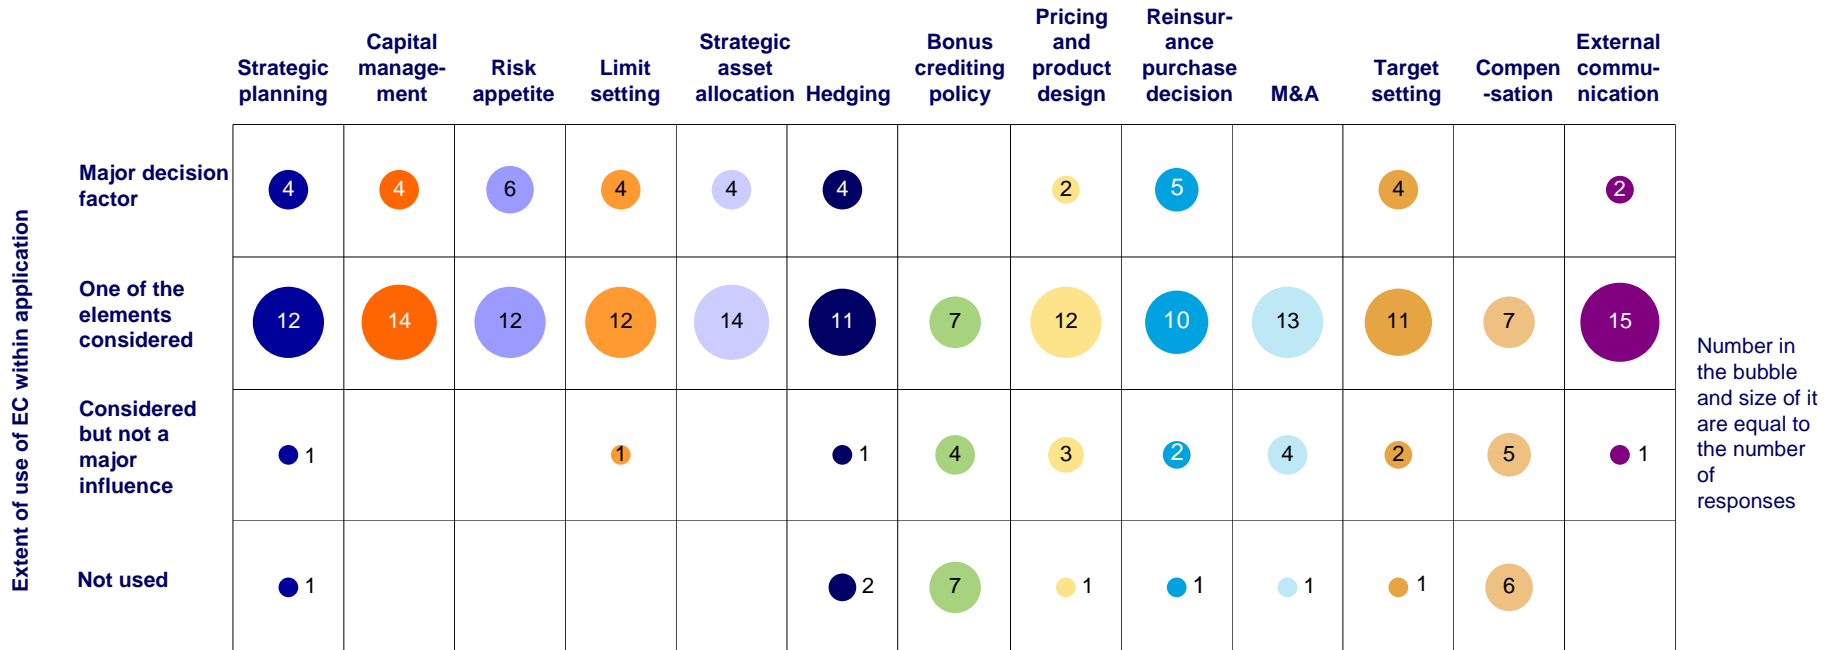 Strategic
planning
Capital
manage-
ment
Risk
appetite
Limit
setting
Strategic
asset
allocation
Hedging
Bonus
crediting
policy
Pricing
and
product
design
Reinsur-
ance
purchase
decision
M&A
Target
setting
Compen
-sation
External
commu-
nication
Extent of use of EC within application
Major decision
factor
4
4
6
4
4
4
2
5
4
2
One of the
elements
considered
12
14
12
12
14
11
7
12
10
13
11
7
15
Considered
but not a
major
influence
1
1
1
4
3
2
4
2
5
1
Not used
1
2
7
1
1
1
1
6
Number in
the bubble
and size of it
are equal to
the number
of
responses